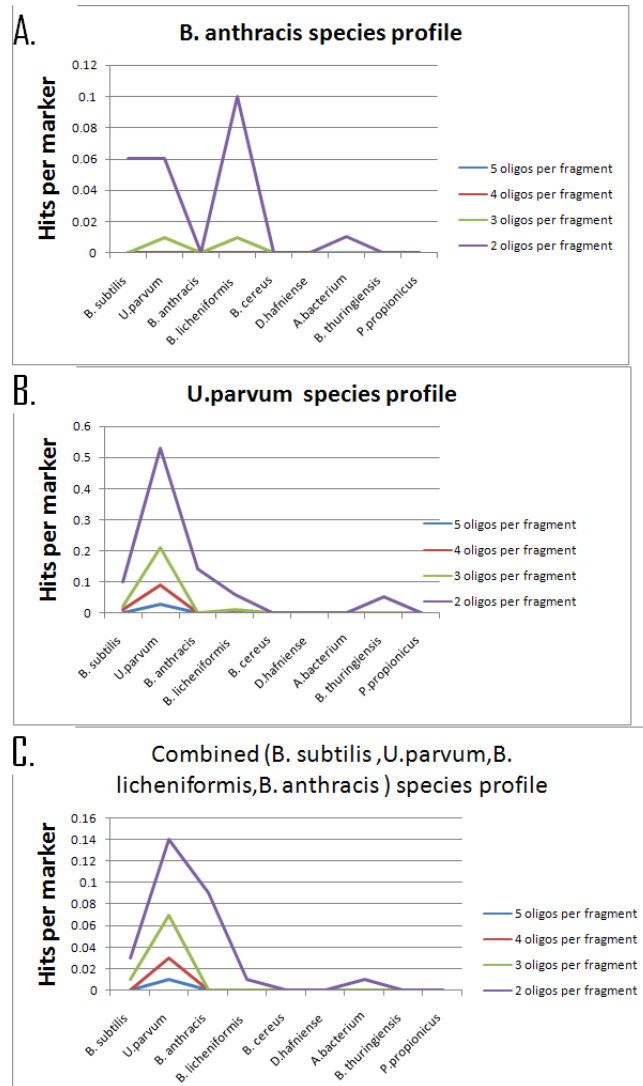 A.
B. anthracis species profile
Hits per marker
0.12
0.1
0.08
0.06
0.04
0.02
0
B. subtilis
U.parvum
B. anthracis
B. licheniformis
B. cereus
D.hafniense
A.bacterium
B. thuringiensis
P.propionicus
5 oligos per fragment
4 oligos per fragment
3 oligos per fragment
2 oligos per fragment
B.
U.parvum species profile
Hits per marker
0.6
0.5
0.4
0.3
0.2
0.1
0
B. subtilis
U.parvum
B. anthracis
B. licheniformis
B. cereus
D.hafniense
A.bacterium
B. thuringiensis
P.propionicus
5 oligos per fragment
4 oligos per fragment
3 oligos per fragment
2 oligos per fragment
C.
Combined (B. subtilis ,U.parvum,B.
licheniformis,B. anthracis ) species profile
Hits per marker
0.16
0.14
0.12
0.1
0.08
0.06
0.04
0.02
0
B. subtilis
U.parvum
B. anthracis
B. licheniformis
B. cereus
D.hafniense
A.bacterium
B. thuringiensis
P.propionicus
5 oligos per fragment
4 oligos per fragment
3 oligos per fragment
2 oligos per fragment